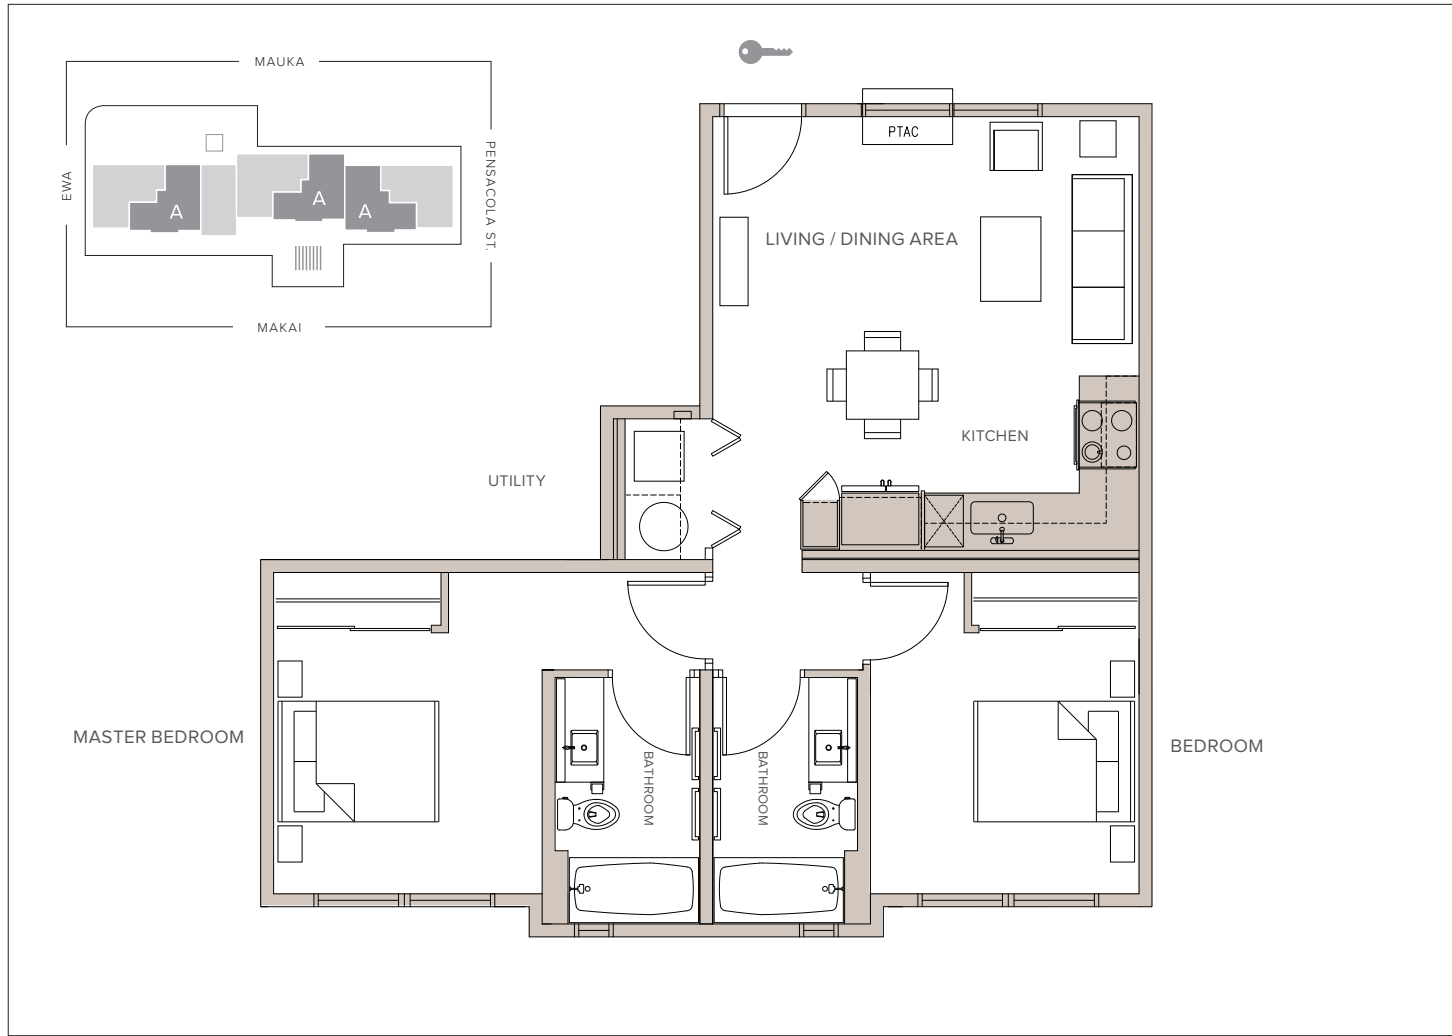 MAUKA
EWA
PENSACOLA ST.
A
A
A
MAKAI
PTAC
LIVING / DINING AREA
KITCHEN
UTILITY
MASTER BEDROOM
BATHROOM
BATHROOM
BEDROOM